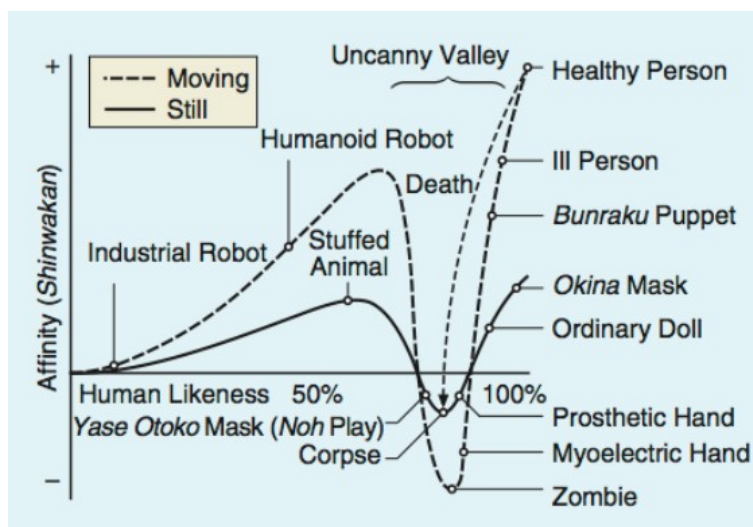 +
Uncanny Valley
Moving
Still
Healthy Person
Humanoid Robot
Death
Ill Person
Industrial Robot
Stuffed
Animal
Bunraku Puppet
Okina Mask
Ordinary Doll
Affinity (Shinwakan)
Human Likeness 50% 100%
Yase Otoko Mask (Noh Play)
Prosthetic Hand
Corpse
Myoelectric Hand
–
Zombie